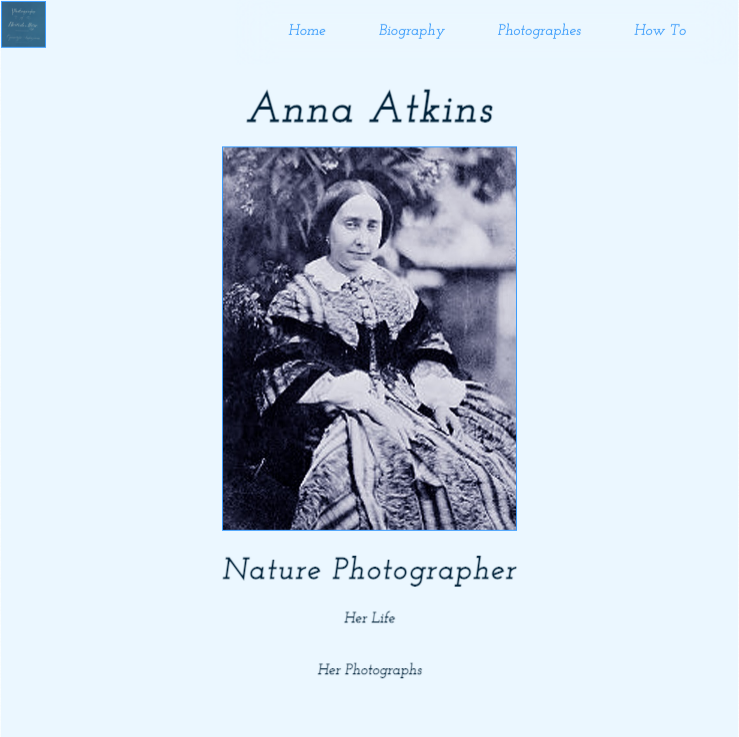 Home Biography Photographes How To
Anna Atkins
Nature Photographer
Her Life
Her Photographs